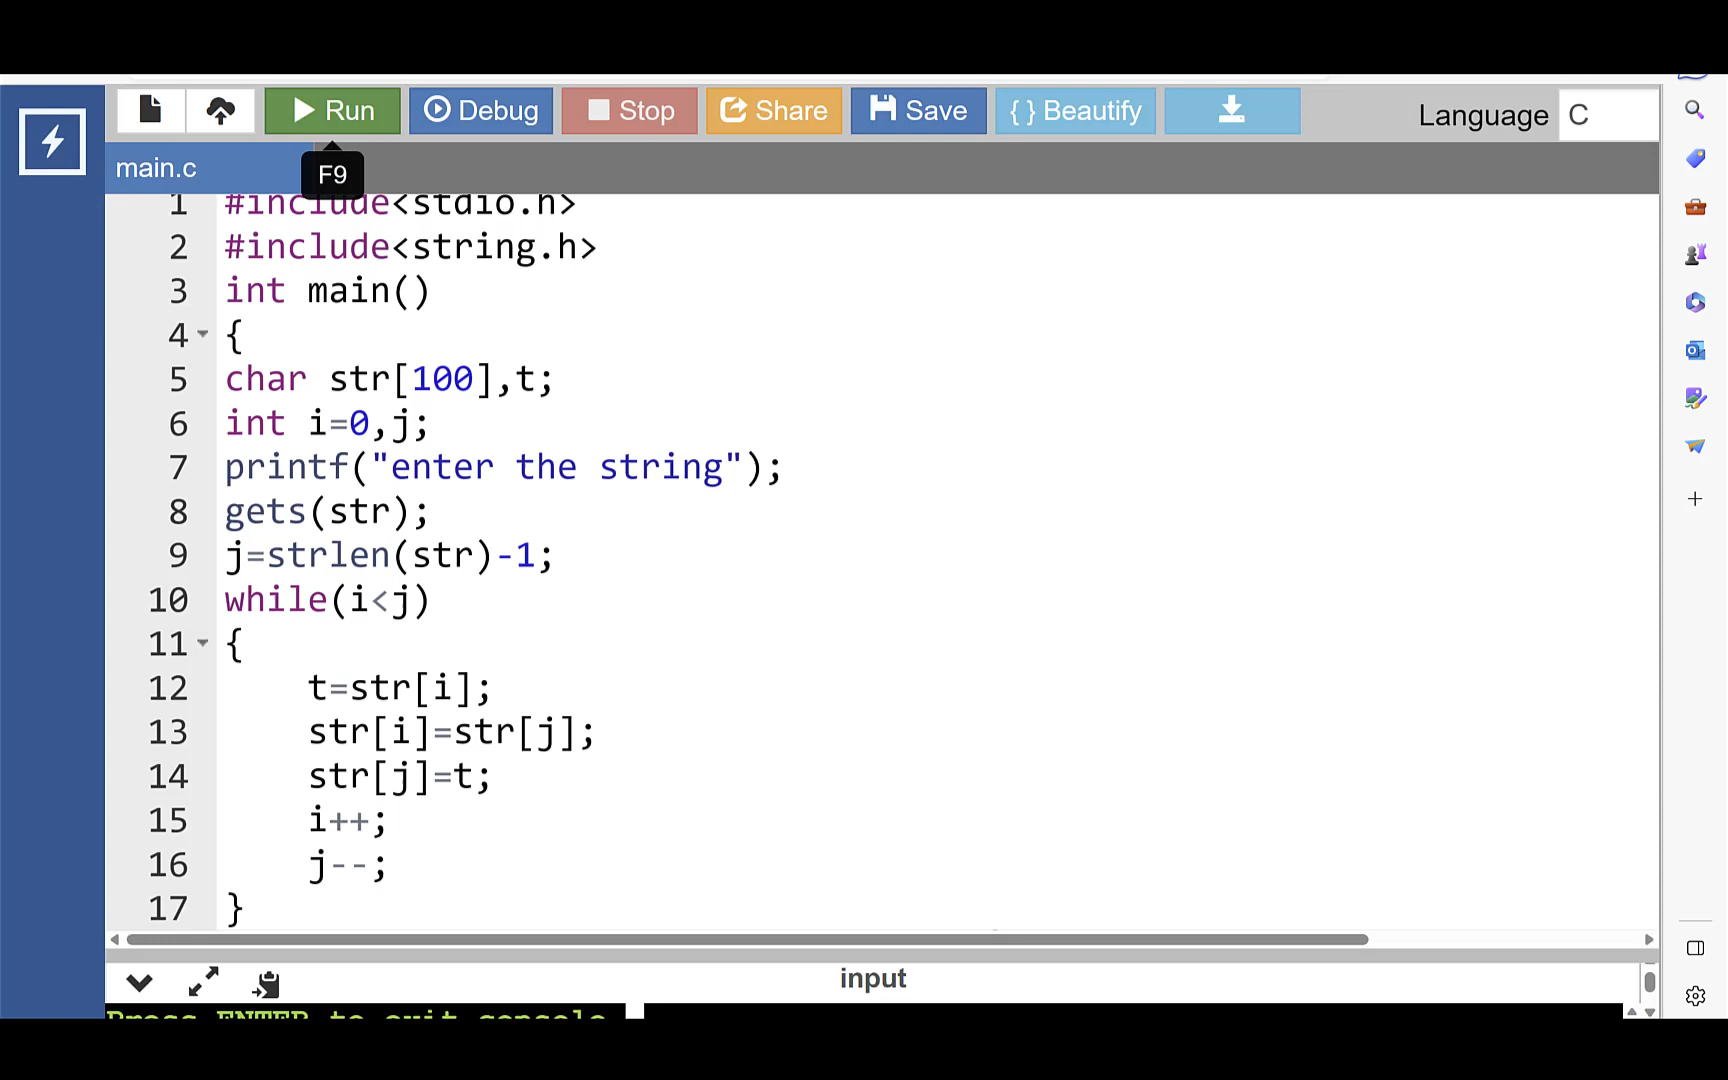 Run Debug Stop Share Save { } Beautify Language C
main.c
F9
1 #include<stdio.h>
2 #include<string.h>
3 int main()
4 {
5 char str[100],t;
6 int i=0,j;
7 printf("enter the string");
8 gets(str);
9 j=strlen(str)-1;
10 while(i<j)
11 {
12 t=str[i];
13 str[i]=str[j];
14 str[j]=t;
15 i++;
16 j--;
17 }
input
Press ENTER to exit console